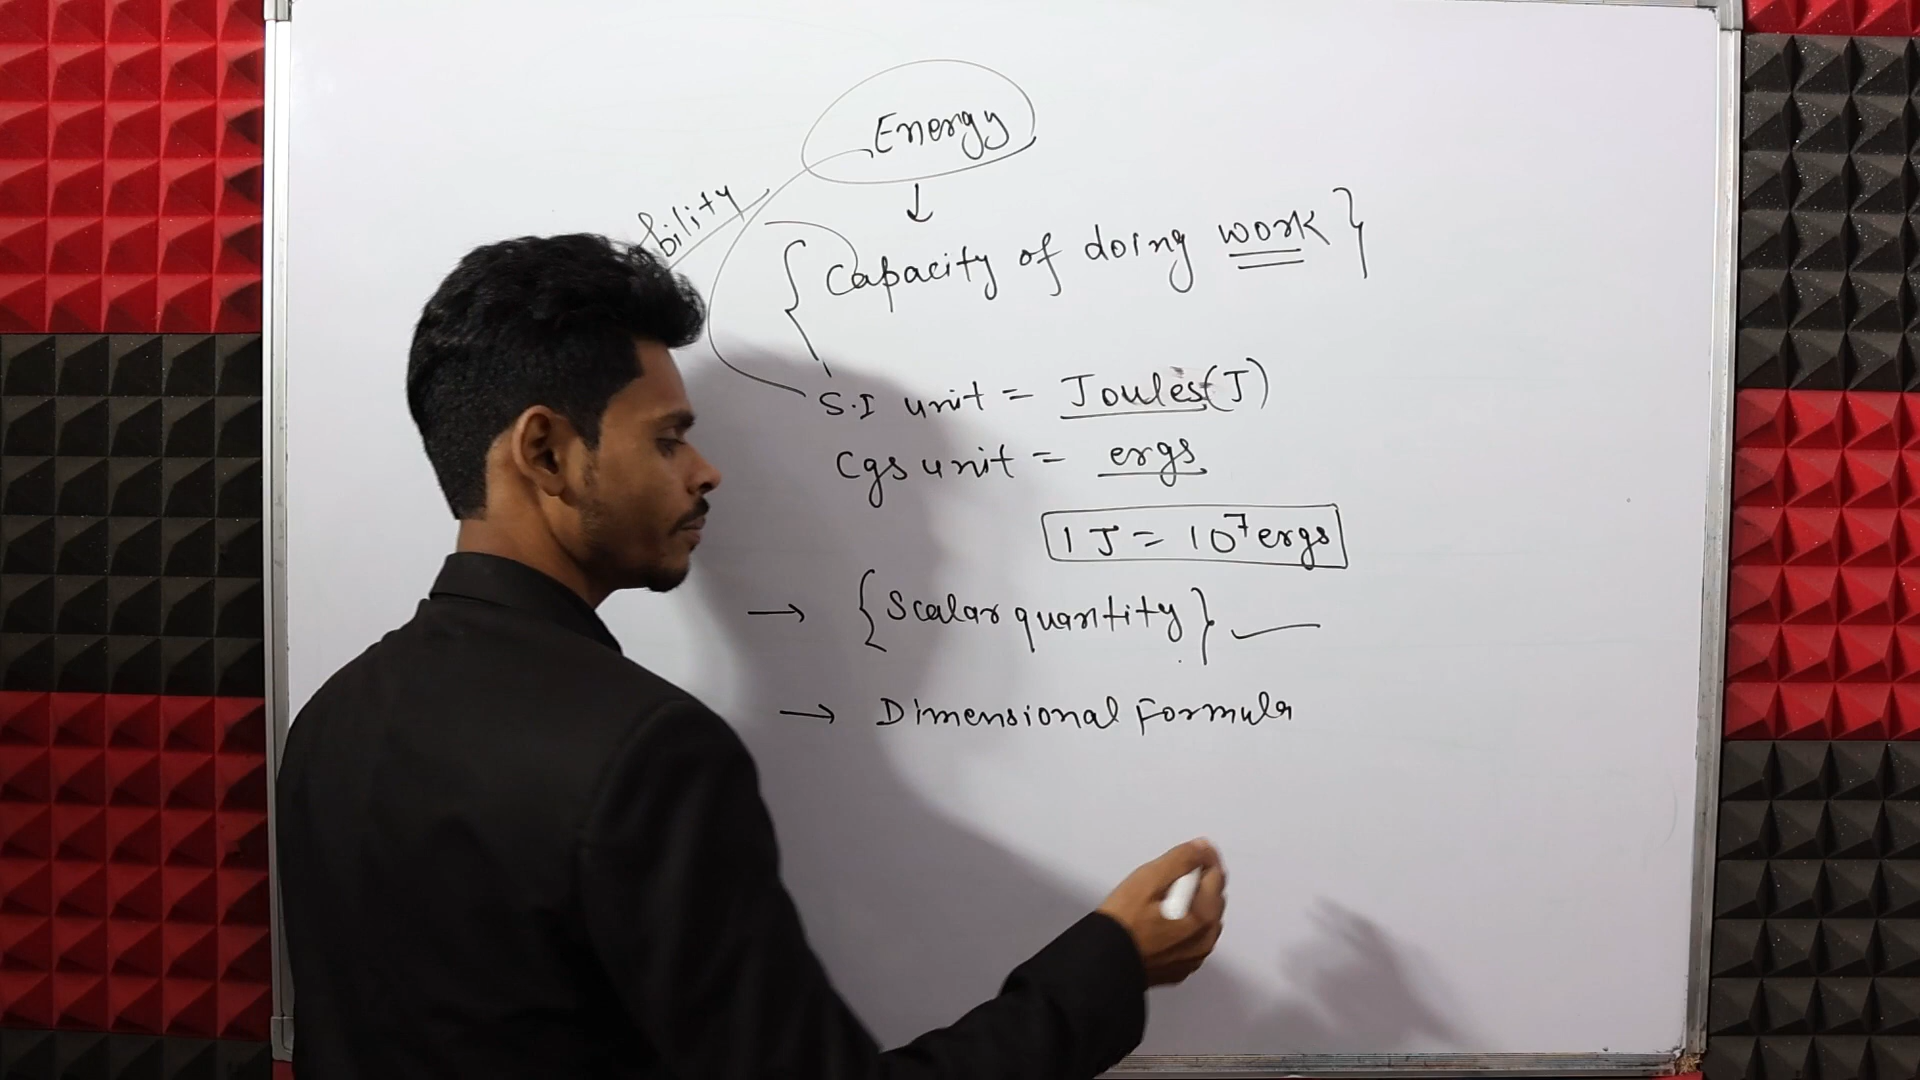 Energy
↓
bility
{ Capacity of doing work }
S.I unit = Joules(J)
Cgs unit = ergs
1 J = 10⁷ ergs
→ {Scalar quantity}
→ Dimensional Formula